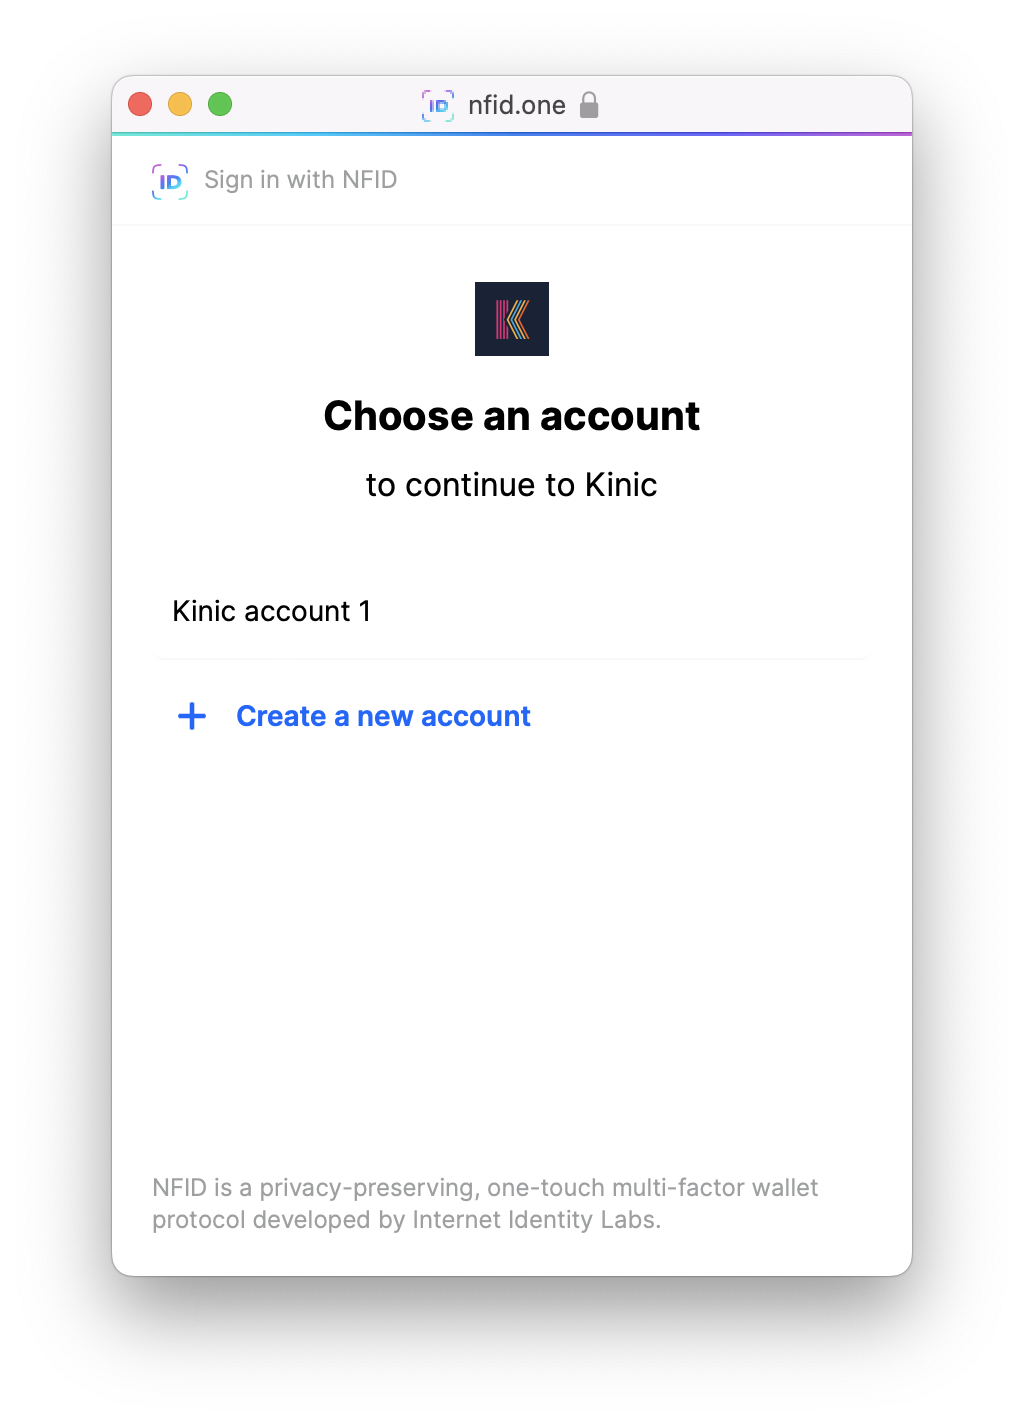 ID nfid.one
ID Sign in with NFID
K
Choose an account
to continue to Kinic
Kinic account 1
+ Create a new account
NFID is a privacy-preserving, one-touch multi-factor wallet
protocol developed by Internet Identity Labs.